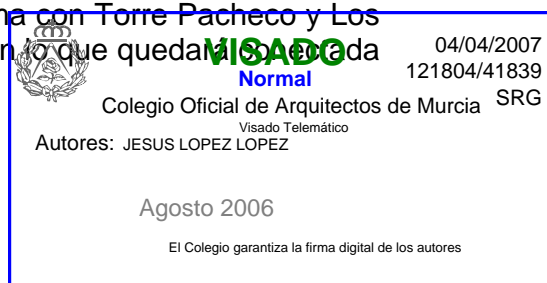 na con Torre Pacheco y Los
n lo que quedará conectada
VISADO
Normal
04/04/2007
121804/41839
SRG
Colegio Oficial de Arquitectos de Murcia
Visado Telemático
Autores: JESUS LOPEZ LOPEZ
Agosto 2006
El Colegio garantiza la firma digital de los autores